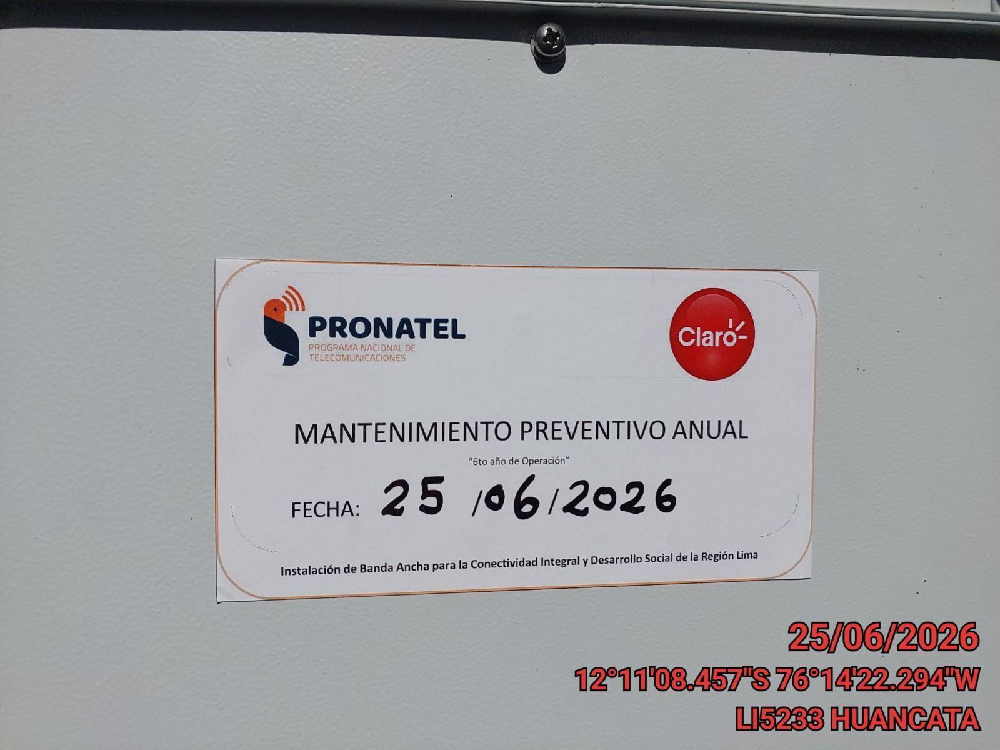 PRONATEL
PROGRAMA NACIONAL DE
TELECOMUNICACIONES
Claro
MANTENIMIENTO PREVENTIVO ANUAL
"6to año de Operación"
FECHA: 25 /06/2026
Instalación de Banda Ancha para la Conectividad Integral y Desarrollo Social de la Región Lima
25/06/2026
12°11'08.457"S 76°14'22.294"W
LI5233 HUANCATA